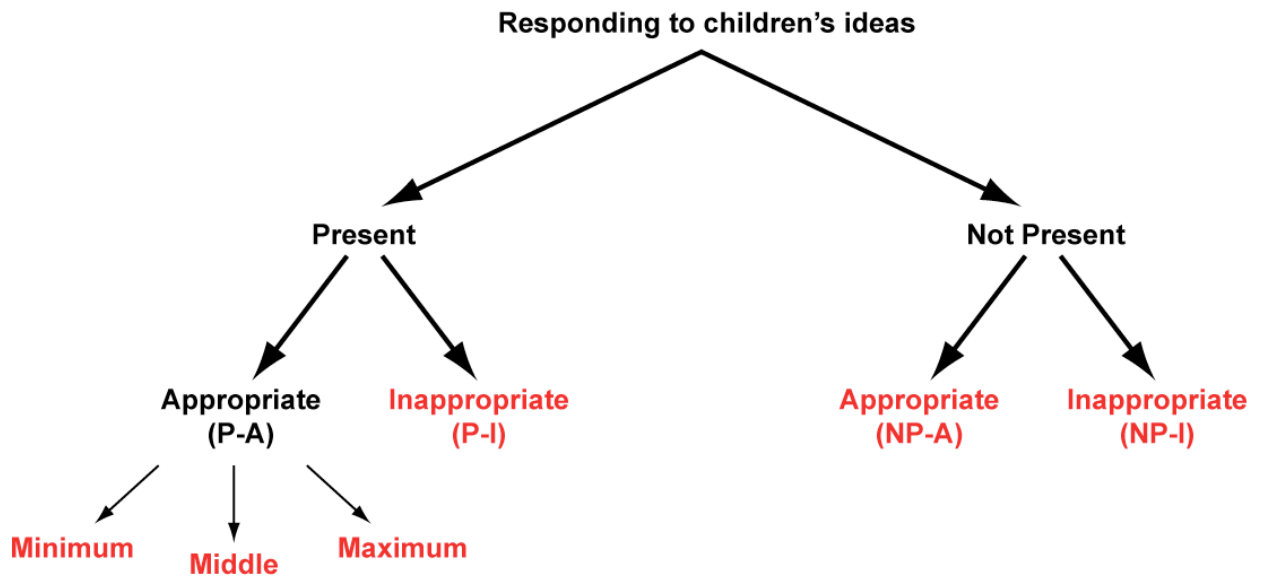 Responding to children’s ideas
Present
Not Present
Appropriate
(P-A)
Inappropriate
(P-I)
Appropriate
(NP-A)
Inappropriate
(NP-I)
Minimum
Middle
Maximum